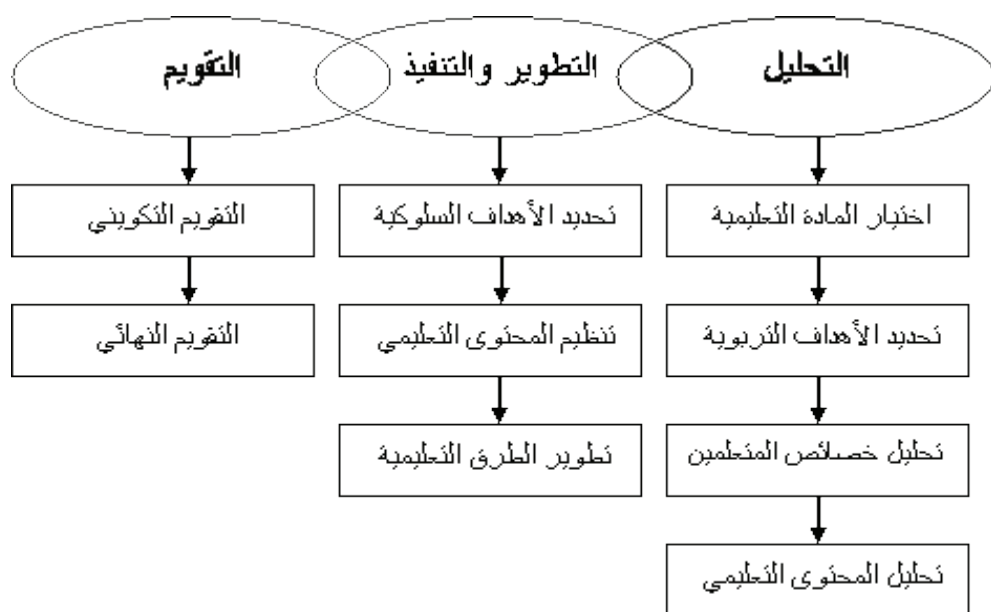 التحليل
التطوير والتنفيذ
التقويم
اختيار المادة التعليمية
تحديد الأهداف التربوية
تحليل خصائص المتعلمين
تحليل المحتوى التعليمي
تحديد الأهداف السلوكية
تنظيم المحتوى التعليمي
تطوير الطرق التعليمية
التقويم التكويني
التقويم النهائي